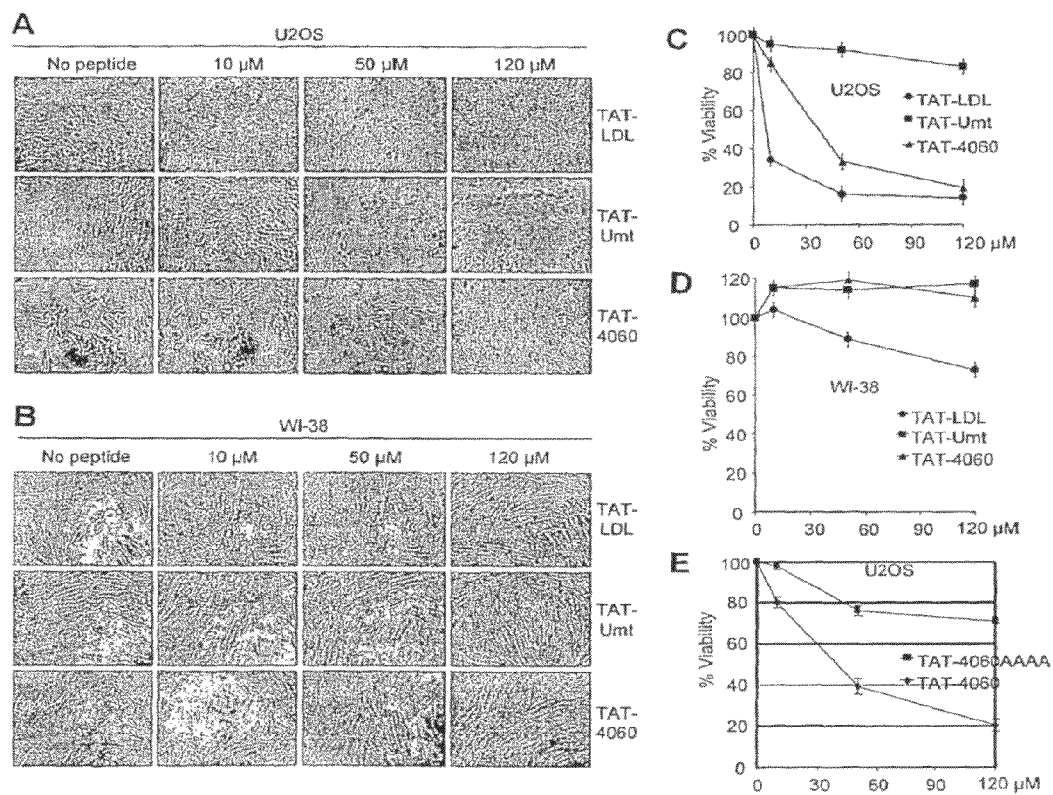 A
U2OS
No peptide 10 µM 50 µM 120 µM
TAT-
LDL
TAT-
Umt
TAT-
4060
B
WI-38
No peptide 10 µM 50 µM 120 µM
TAT-
LDL
TAT-
Umt
TAT-
4060
C
% Viability
100
80
60
40
20
0
U2OS
TAT-LDL
TAT-Umt
TAT-4060
0 30 60 90 120 µM
D
% Viability
120
100
80
60
40
20
0
WI-38
TAT-LDL
TAT-Umt
TAT-4060
0 30 60 90 120 µM
E
% Viability
100
80
60
40
20
0
U2OS
TAT-4060AAAA
TAT-4060
0 30 60 90 120 µM